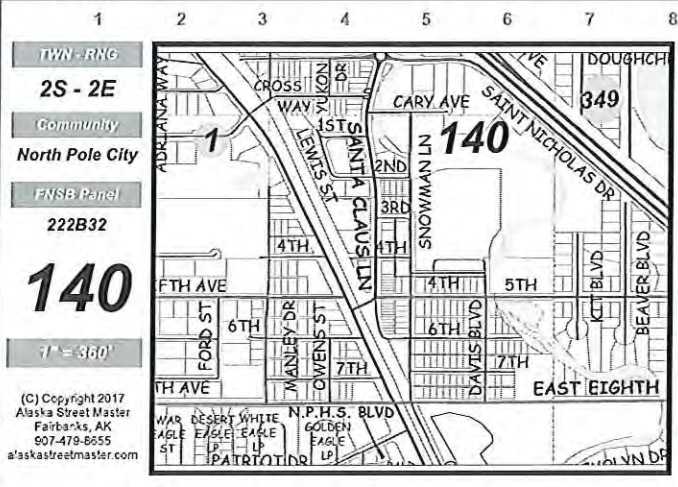 1 2 3 4 5 6 7 8
TWN - RNG
2S - 2E
Community
North Pole City
FNSB Panel
222B32
140
1" = 360'
(C) Copyright 2017
Alaska Street Master
Fairbanks, AK
907-479-8655
alaskastreetmaster.com
ADRIANA WAY
CROSS
WAY
YUKON
DR
CARY AVE
DOUGHCH
SAINT NICHOLAS DR
349
1
1ST
140
LEWIS ST
SANTA CLAUS LN
2ND
SNOWMAN LN
3RD
4TH
4TH
4TH
5TH
FTH AVE
KIT BLVD
BEAVER BLVD
FORD ST
6TH
MANLEY DR
OWENS ST
6TH
DAVIS BLVD
7TH
7TH
TH AVE
EAST EIGHTH
N.P.H.S. BLVD
WAR
EAGLE
ST
DESERT
EAGLE
LP
WHITE
EAGLE
LP
GOLDEN
EAGLE
LP
PATRIOT DR